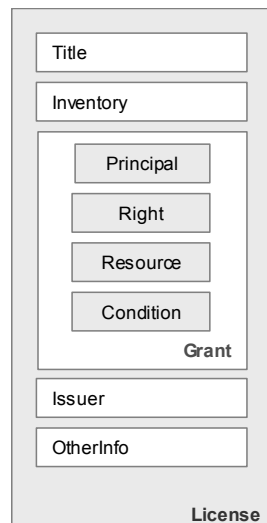 Title
Inventory
Principal
Right
Resource
Condition
Grant
Issuer
OtherInfo
License